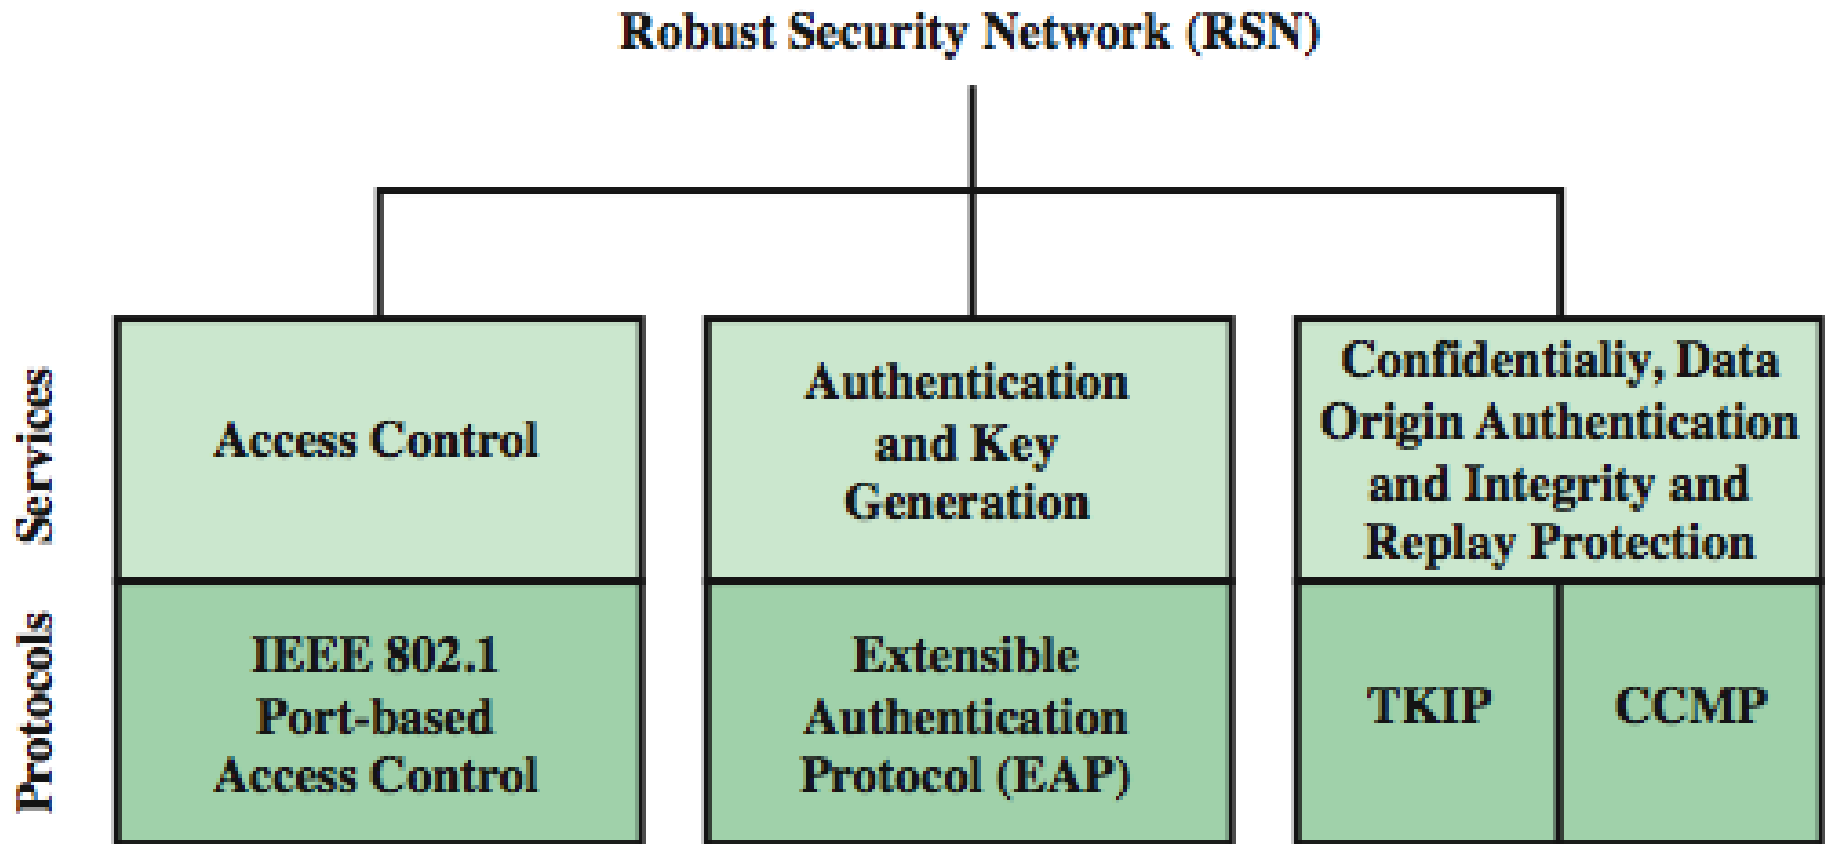 Robust Security Network (RSN)
Services
Access Control
Authentication
and Key
Generation
Confidentialiy, Data
Origin Authentication
and Integrity and
Replay Protection
Protocols
IEEE 802.1
Port-based
Access Control
Extensible
Authentication
Protocol (EAP)
TKIP
CCMP